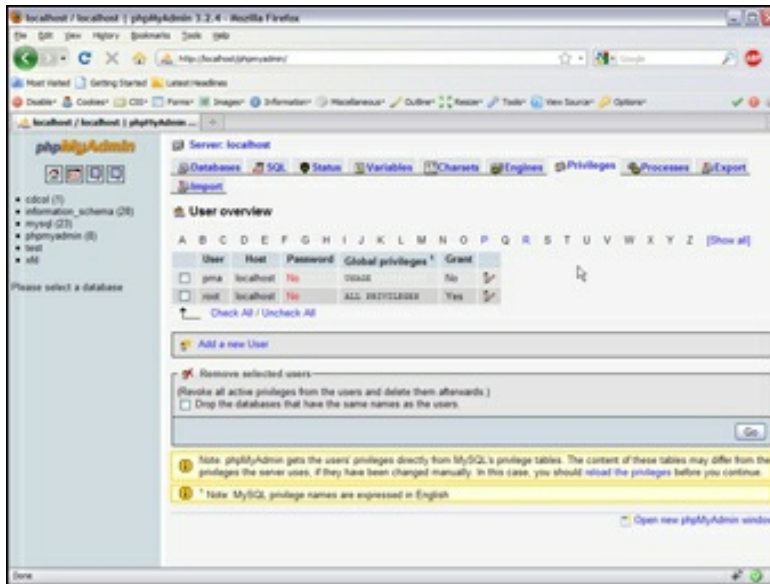 localhost / localhost | phpMyAdmin 3.2.4 - Mozilla Firefox
File Edit View History Bookmarks Tools Help
http://localhost/phpmyadmin/
Google
Most Visited Getting Started Latest Headlines
Disable Cookies CSS Forms Images Information Miscellaneous Outline Resize Tools View Source Options
localhost / localhost | phpMyAdmin ...
phpMyAdmin
cdcol (1)
information_schema (28)
mysql (23)
phpmyadmin (8)
test
Please select a database
Server: localhost
Databases SQL Status Variables Charsets Engines Privileges Processes Export
Import
User overview
A B C D E F G H I J K L M N O P Q R S T U V W X Y Z [Show all]
User Host Password Global privileges 1 Grant
pma localhost No USAGE No
root localhost No ALL PRIVILEGES Yes
Check All / Uncheck All
Add a new User
Remove selected users
(Revoke all active privileges from the users and delete them afterwards.)
Drop the databases that have the same names as the users.
Go
Note: phpMyAdmin gets the users' privileges directly from MySQL's privilege tables. The content of these tables may differ from the
privileges the server uses, if they have been changed manually. In this case, you should reload the privileges before you continue.
1 Note: MySQL privilege names are expressed in English
Open new phpMyAdmin window
Done